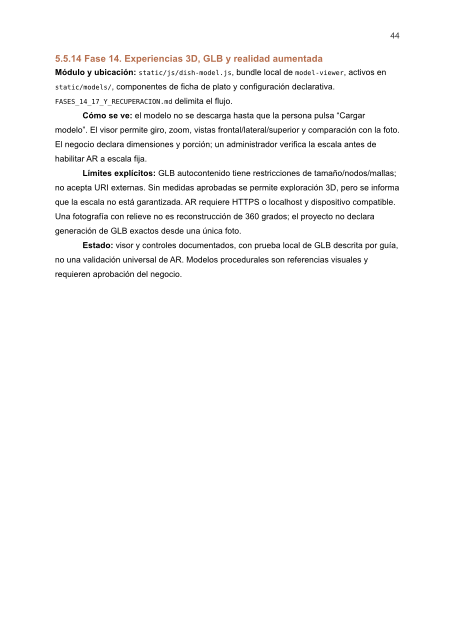 44
5.5.14 Fase 14. Experiencias 3D, GLB y realidad aumentada
Módulo y ubicación: static/js/dish-model.js, bundle local de model-viewer, activos en
static/models/, componentes de ficha de plato y configuración declarativa.
FASES_14_17_Y_RECUPERACION.md delimita el flujo.
Cómo se ve: el modelo no se descarga hasta que la persona pulsa “Cargar
modelo”. El visor permite giro, zoom, vistas frontal/lateral/superior y comparación con la foto.
El negocio declara dimensiones y porción; un administrador verifica la escala antes de
habilitar AR a escala fija.
Límites explícitos: GLB autocontenido tiene restricciones de tamaño/nodos/mallas;
no acepta URI externas. Sin medidas aprobadas se permite exploración 3D, pero se informa
que la escala no está garantizada. AR requiere HTTPS o localhost y dispositivo compatible.
Una fotografía con relieve no es reconstrucción de 360 grados; el proyecto no declara
generación de GLB exactos desde una única foto.
Estado: visor y controles documentados, con prueba local de GLB descrita por guía,
no una validación universal de AR. Modelos procedurales son referencias visuales y
requieren aprobación del negocio.